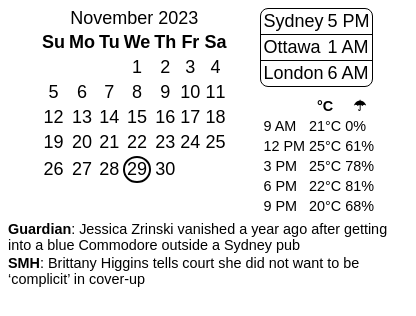 November 2023
Su Mo Tu We Th Fr Sa
1 2 3 4
5 6 7 8 9 10 11
12 13 14 15 16 17 18
19 20 21 22 23 24 25
26 27 28 29 30
Sydney 5 PM
Ottawa 1 AM
London 6 AM
°C ☂
9 AM 21°C 0%
12 PM 25°C 61%
3 PM 25°C 78%
6 PM 22°C 81%
9 PM 20°C 68%
Guardian: Jessica Zrinski vanished a year ago after getting
into a blue Commodore outside a Sydney pub
SMH: Brittany Higgins tells court she did not want to be
‘complicit’ in cover-up